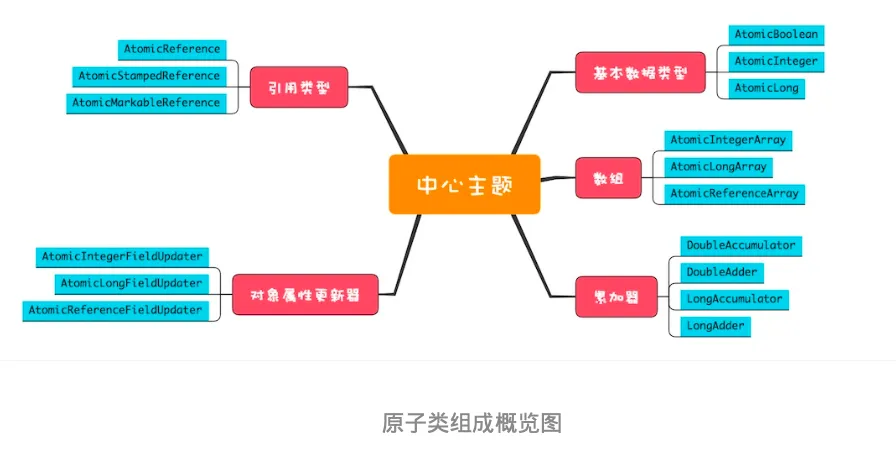 AtomicReference
AtomicStampedReference
AtomicMarkableReference
引用类型
AtomicIntegerFieldUpdater
AtomicLongFieldUpdater
AtomicReferenceFieldUpdater
对象属性更新器
中心主题
基本数据类型
AtomicBoolean
AtomicInteger
AtomicLong
数组
AtomicIntegerArray
AtomicLongArray
AtomicReferenceArray
累加器
DoubleAccumulator
DoubleAdder
LongAccumulator
LongAdder
原子类组成概览图